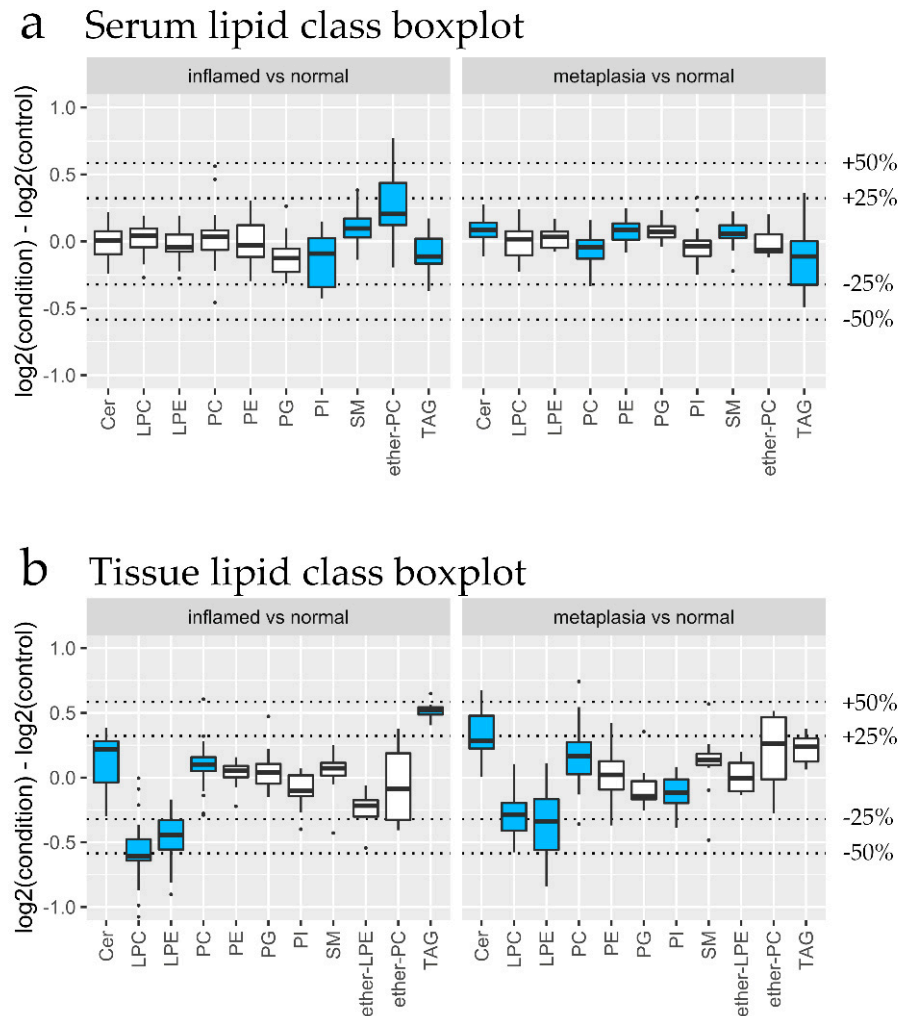 a Serum lipid class boxplot
inflamed vs normal
metaplasia vs normal
log2(condition) - log2(control)
1.0
0.5
0.0
-0.5
-1.0
+50%
+25%
-25%
-50%
Cer LPC LPE PC PE PG PI SM ether-PC TAG
Cer LPC LPE PC PE PG PI SM ether-PC TAG
b Tissue lipid class boxplot
inflamed vs normal
metaplasia vs normal
log2(condition) - log2(control)
1.0
0.5
0.0
-0.5
-1.0
+50%
+25%
-25%
-50%
Cer LPC LPE PC PE PG PI SM ether-LPE ether-PC TAG
Cer LPC LPE PC PE PG PI SM ether-LPE ether-PC TAG